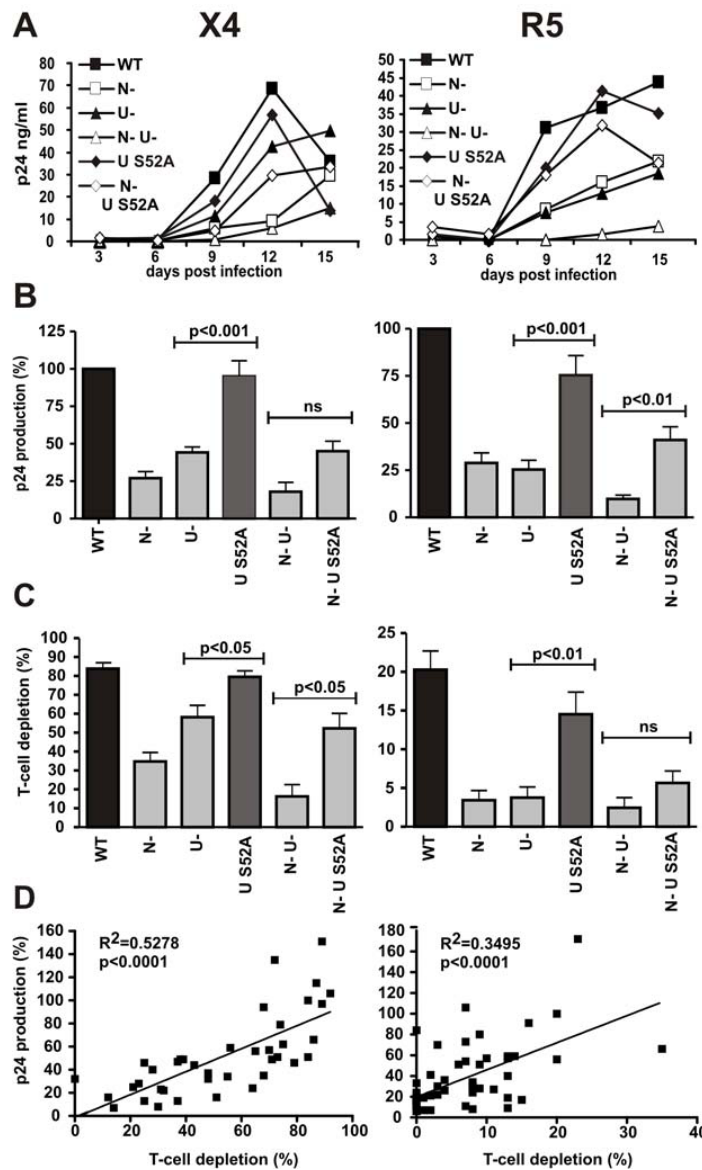 A
X4
R5
p24 ng/ml
80
70
60
50
40
30
20
10
0
WT
N-
U-
N- U-
U S52A
N-
U S52A
3
6
9
12
15
days post infection
50
45
40
35
30
25
20
15
10
5
0
WT
N-
U-
N- U-
U S52A
N-
U S52A
3
6
9
12
15
days post infection
B
p24 production (%)
125
100
75
50
25
0
p<0.001
ns
WT
N-
U-
U S52A
N- U-
N- U S52A
100
75
50
25
0
p<0.001
p<0.01
WT
N-
U-
U S52A
N- U-
N- U S52A
C
T-cell depletion (%)
100
90
80
70
60
50
40
30
20
10
0
p<0.05
p<0.05
WT
N-
U-
U S52A
N- U-
N- U S52A
25
20
15
10
5
0
p<0.01
ns
WT
N-
U-
U S52A
N- U-
N- U S52A
D
p24 production (%)
160
140
120
100
80
60
40
20
0
R2=0.5278
p<0.0001
0
20
40
60
80
100
T-cell depletion (%)
180
160
140
120
100
80
60
40
20
0
R2=0.3495
p<0.0001
0
10
20
30
40
T-cell depletion (%)